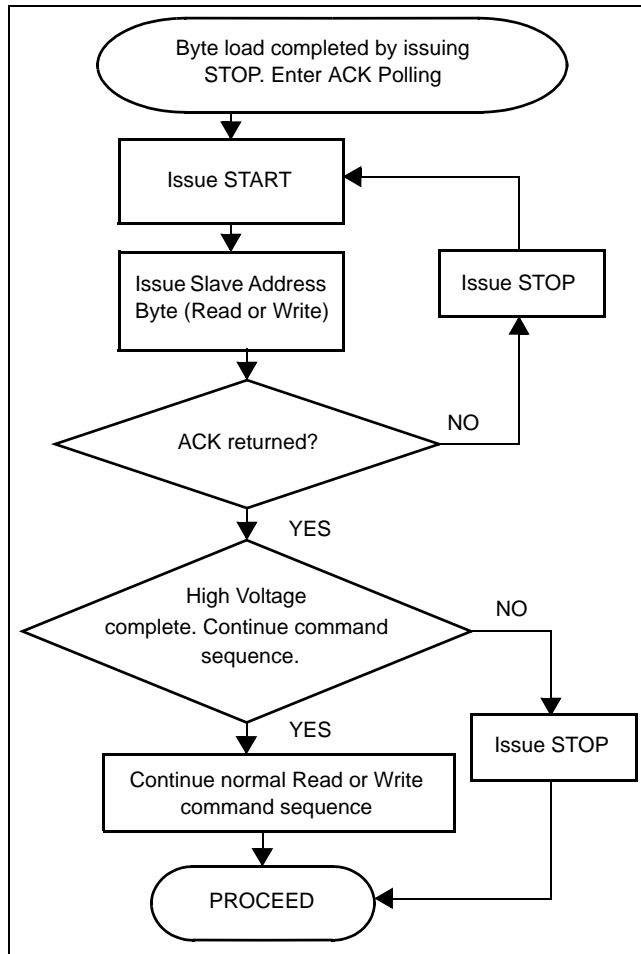 Byte load completed by issuing
STOP. Enter ACK Polling
Issue START
Issue Slave Address
Byte (Read or Write)
Issue STOP
ACK returned?
NO
YES
High Voltage
complete. Continue command
sequence.
NO
YES
Issue STOP
Continue normal Read or Write
command sequence
PROCEED